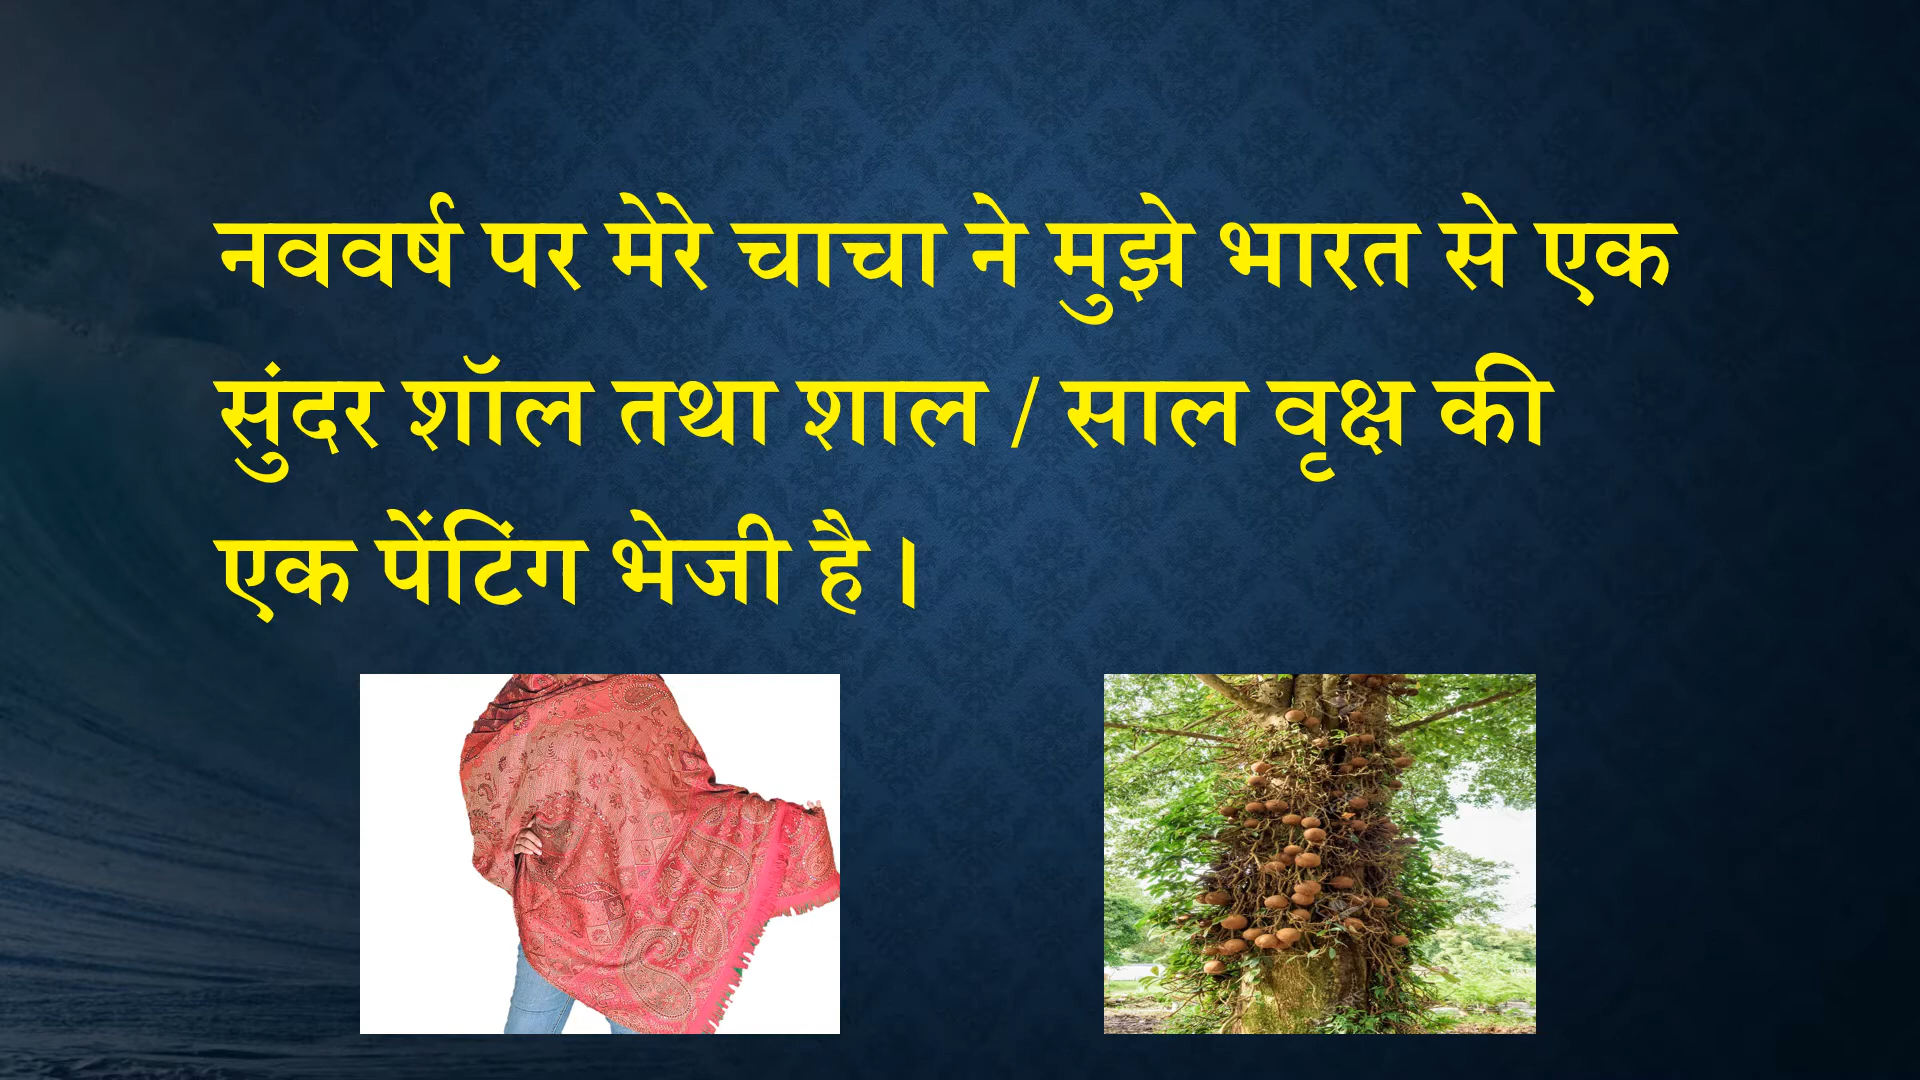 नववर्ष पर मेरे चाचा ने मुझे भारत से एक
सुंदर शॉल तथा शाल / साल वृक्ष की
एक पेंटिंग भेजी है।